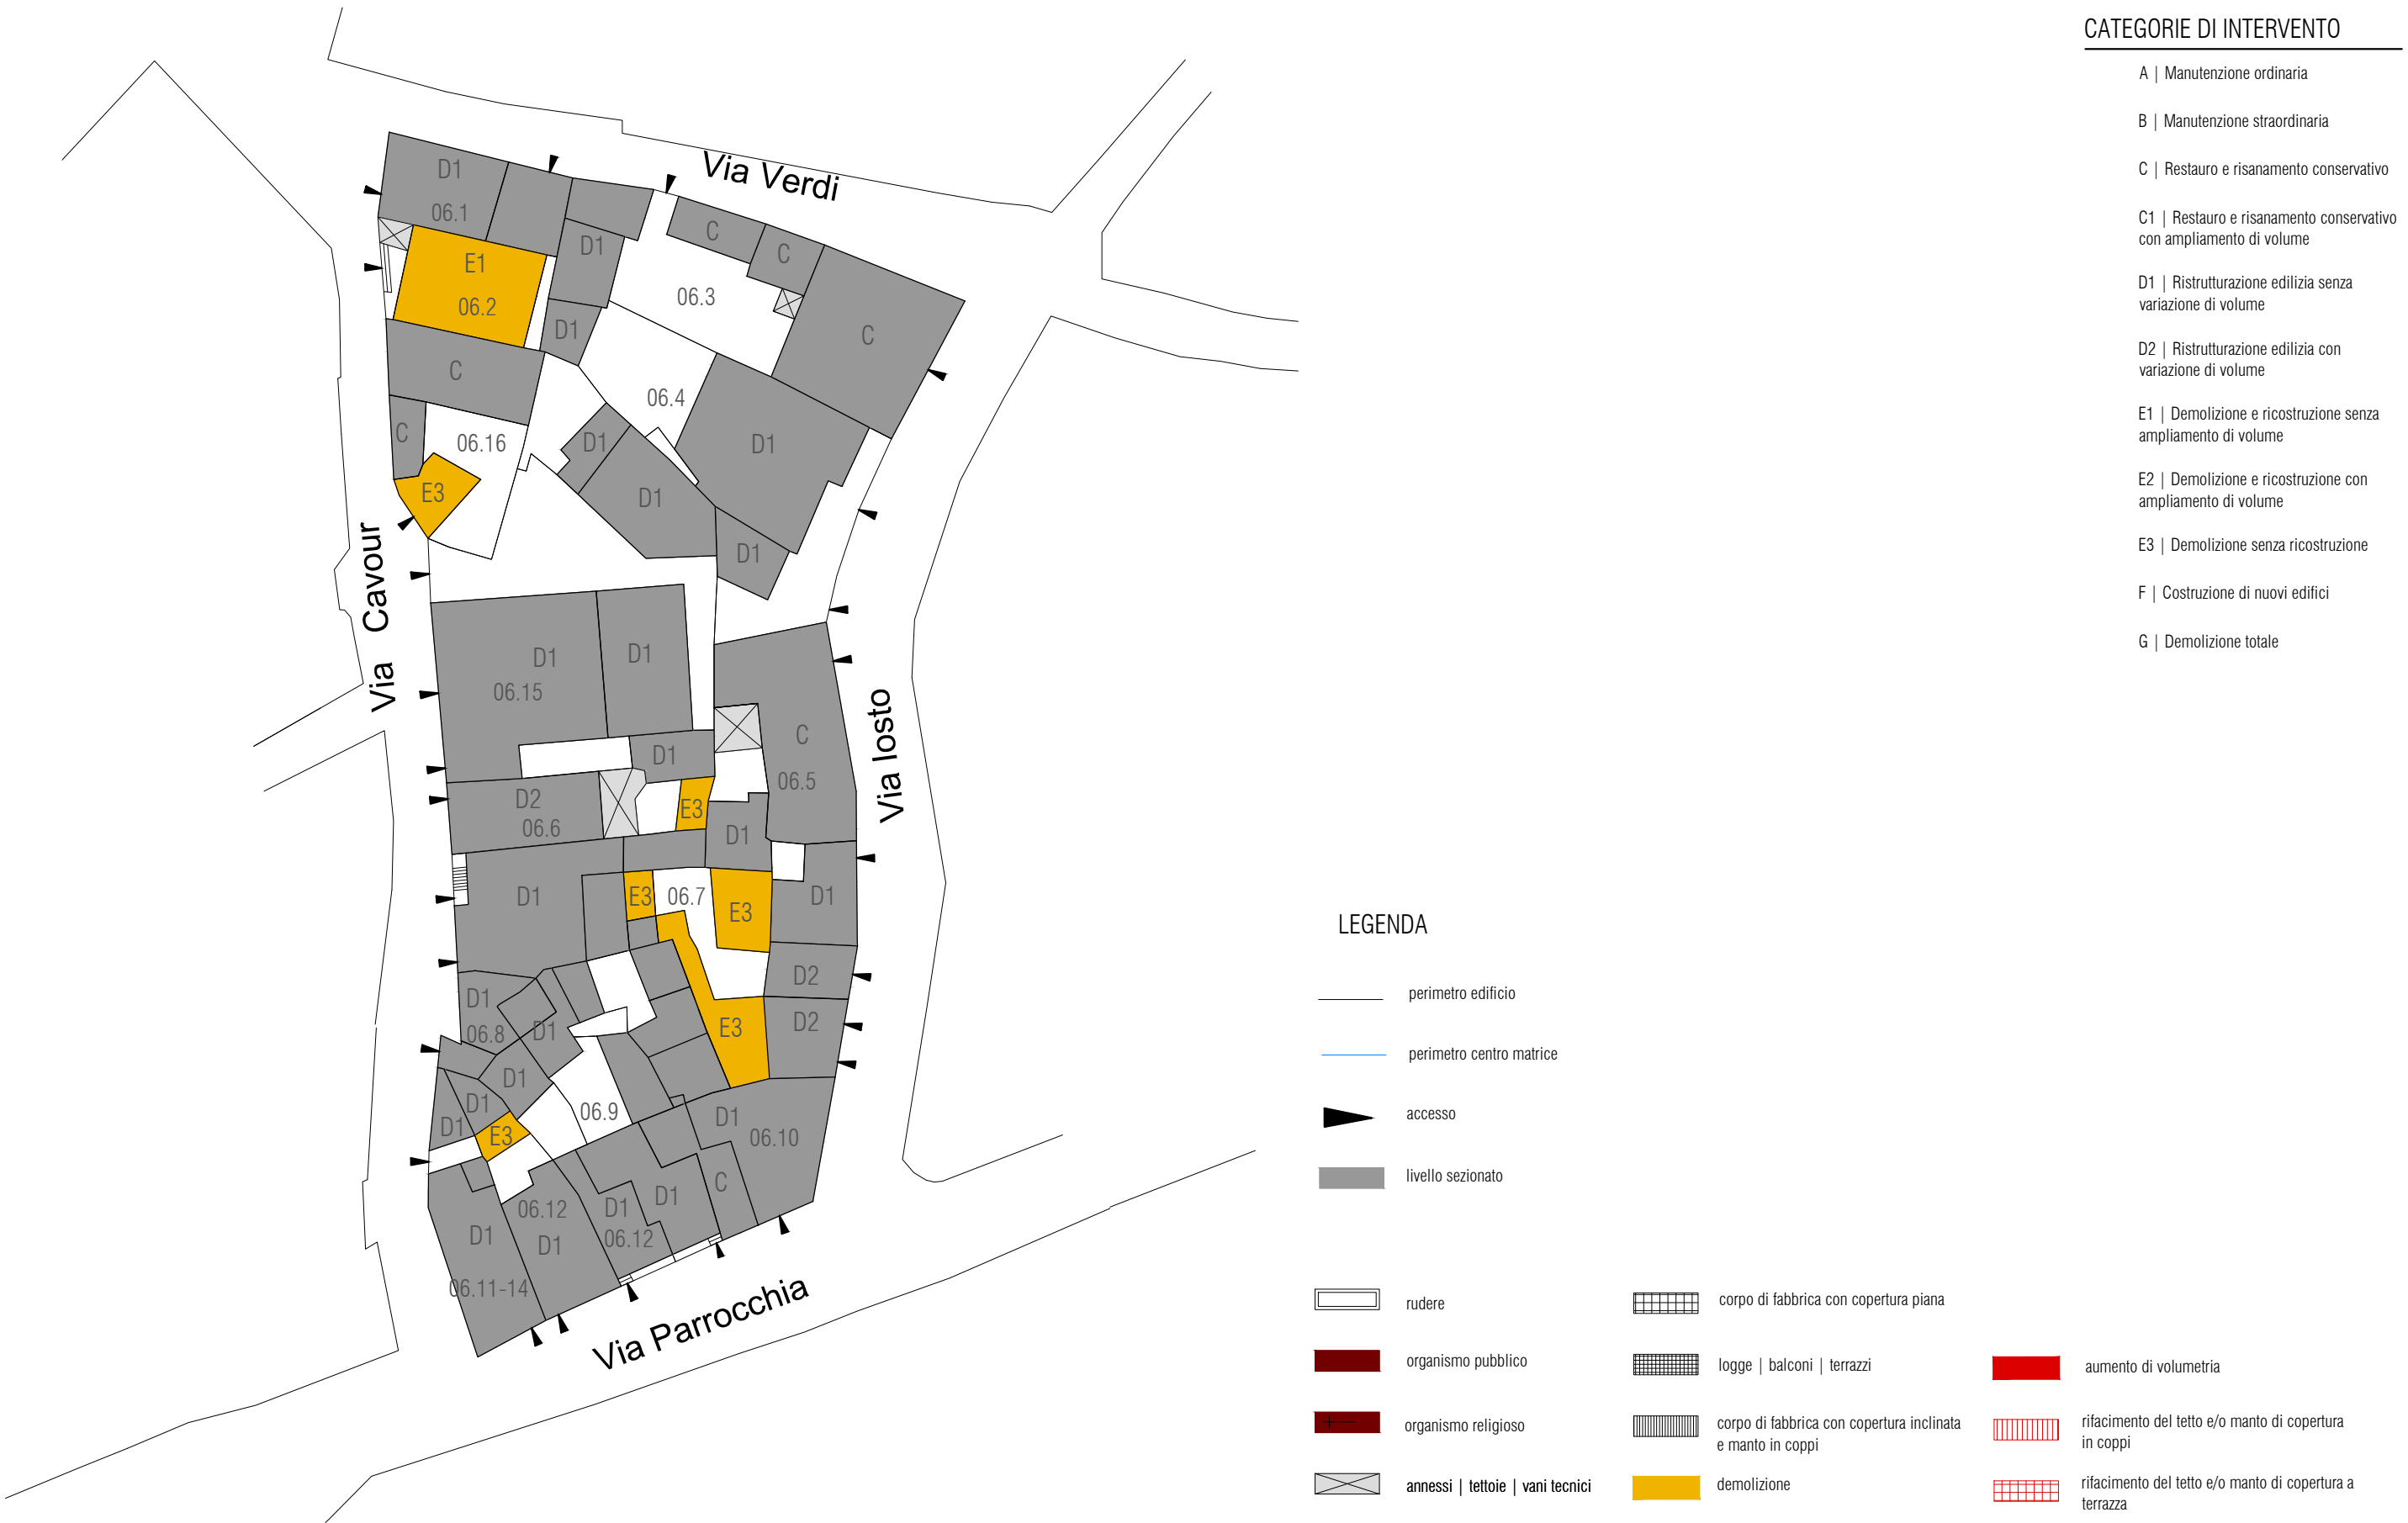 Via Verdi
D1
06.1
E1
06.2
D1
D1
C
C
06.3
C
C
06.4
C
06.16
D1
D1
E3
D1
D1
Via Cavour
D1
06.15
D1
D1
C
06.5
Via Iosto
D2
06.6
E3
D1
D1
E3
06.7
E3
D1
D2
D1
06.8
D1
E3
D2
D1
D1
D1
E3
06.9
D1
06.10
C
D1
D1
06.12
06.12
D1
D1
06.11-14
Via Parrocchia
CATEGORIE DI INTERVENTO
A | Manutenzione ordinaria
B | Manutenzione straordinaria
C | Restauro e risanamento conservativo
C1 | Restauro e risanamento conservativo
con ampliamento di volume
D1 | Ristrutturazione edilizia senza
variazione di volume
D2 | Ristrutturazione edilizia con
variazione di volume
E1 | Demolizione e ricostruzione senza
ampliamento di volume
E2 | Demolizione e ricostruzione con
ampliamento di volume
E3 | Demolizione senza ricostruzione
F | Costruzione di nuovi edifici
G | Demolizione totale
LEGENDA
perimetro edificio
perimetro centro matrice
accesso
livello sezionato
rudere
organismo pubblico
organismo religioso
annessi | tettoie | vani tecnici
corpo di fabbrica con copertura piana
logge | balconi | terrazzi
corpo di fabbrica con copertura inclinata
e manto in coppi
demolizione
aumento di volumetria
rifacimento del tetto e/o manto di copertura
in coppi
rifacimento del tetto e/o manto di copertura a
terrazza